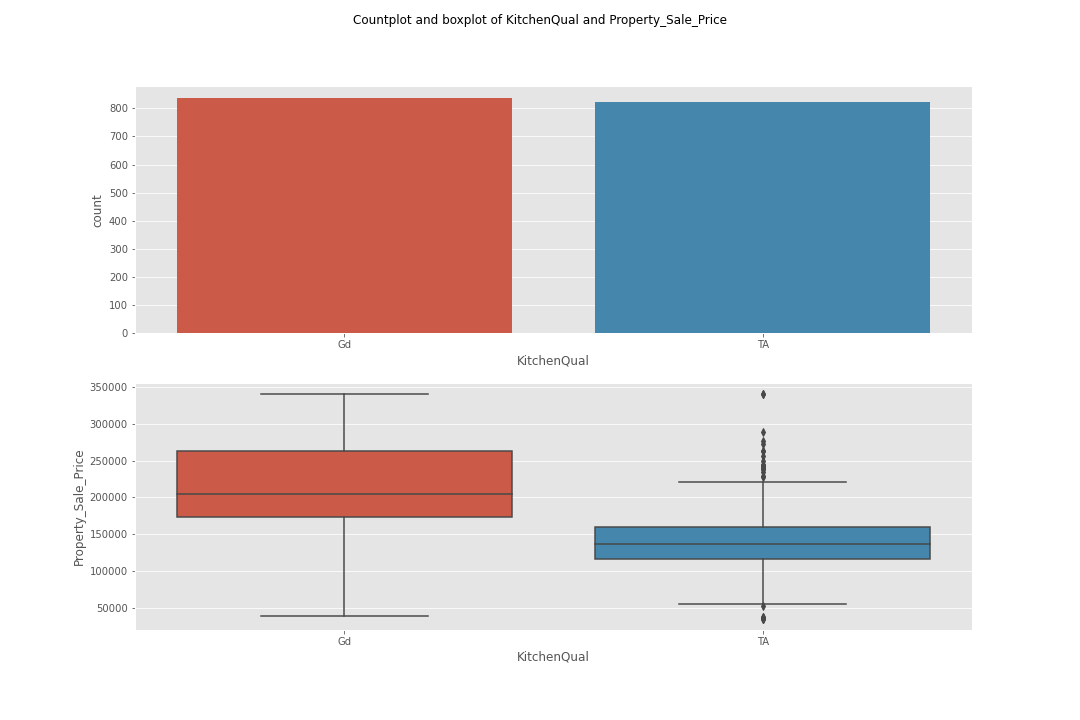 Countplot and boxplot of KitchenQual and Property_Sale_Price
800
700
600
500
400
300
200
100
0
count
Gd TA
KitchenQual
350000
300000
250000
200000
150000
100000
50000
Property_Sale_Price
Gd TA
KitchenQual